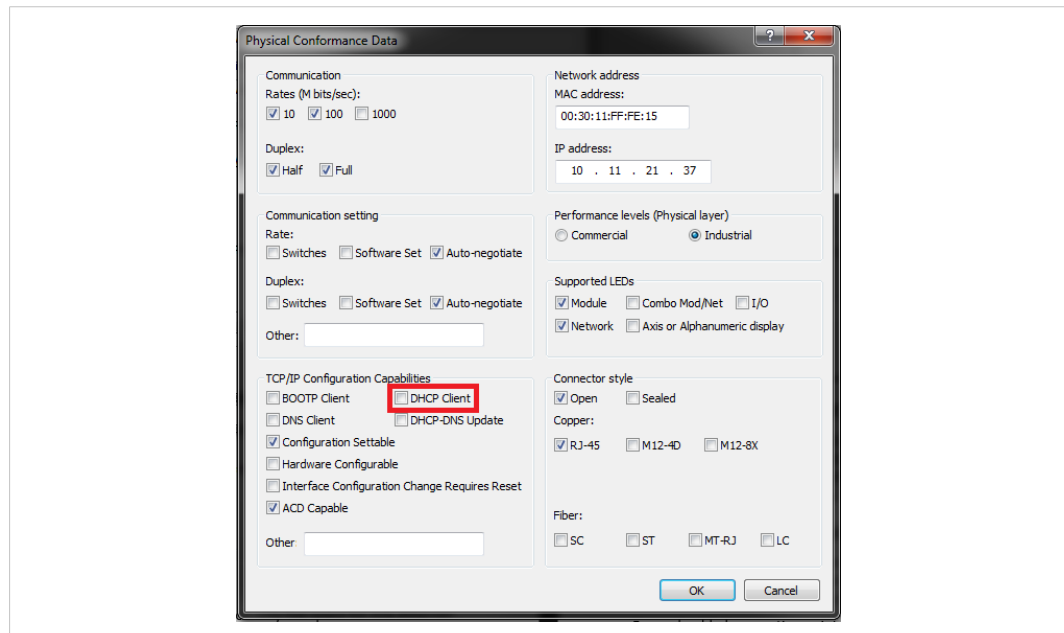 Physical Conformance Data
Communication
Rates (M bits/sec):
10 100 1000
Duplex:
Half Full
Network address
MAC address:
00:30:11:FF:FE:15
IP address:
10 . 11 . 21 . 37
Communication setting
Rate:
Switches Software Set Auto-negotiate
Duplex:
Switches Software Set Auto-negotiate
Other:
Performance levels (Physical layer)
Commercial Industrial
Supported LEDs
Module Combo Mod/Net I/O
Network Axis or Alphanumeric display
TCP/IP Configuration Capabilities
BOOTP Client DHCP Client
DNS Client DHCP-DNS Update
Configuration Settable
Hardware Configurable
Interface Configuration Change Requires Reset
ACD Capable
Other
Connector style
Open Sealed
Copper:
RJ-45 M12-4D M12-8X
Fiber:
SC ST MT-RJ LC
OK Cancel